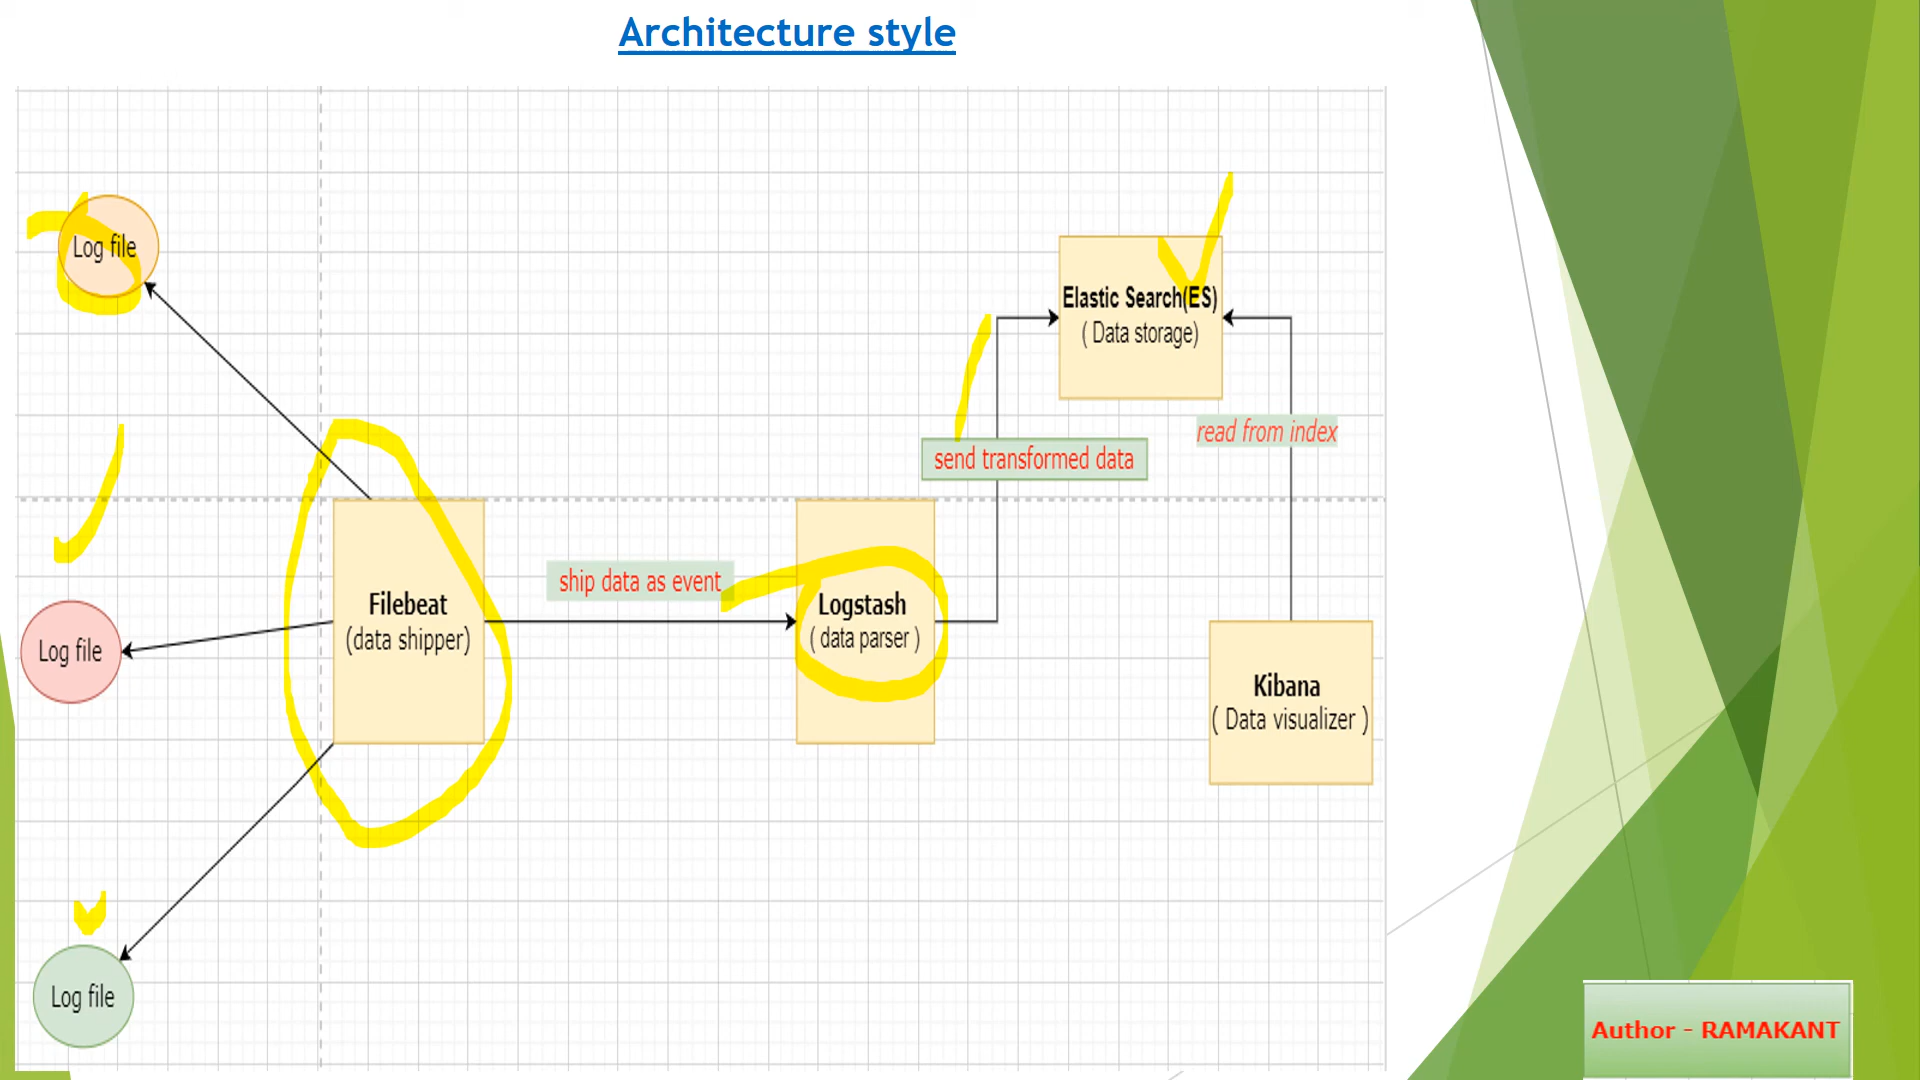 Architecture style
Log file
Elastic Search(ES)
( Data storage)
read from index
send transformed data
ship data as event
Filebeat
(data shipper)
Logstash
( data parser )
Log file
Kibana
( Data visualizer )
Log file
Author - RAMAKANT